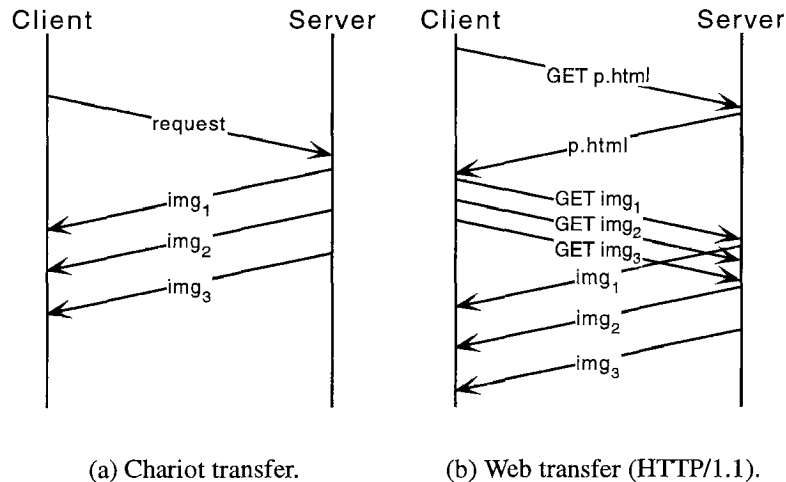 Client
Server
request
img1
img2
img3
(a) Chariot transfer.
Client
Server
GET p.html
p.html
GET img1
GET img2
GET img3
img1
img2
img3
(b) Web transfer (HTTP/1.1).